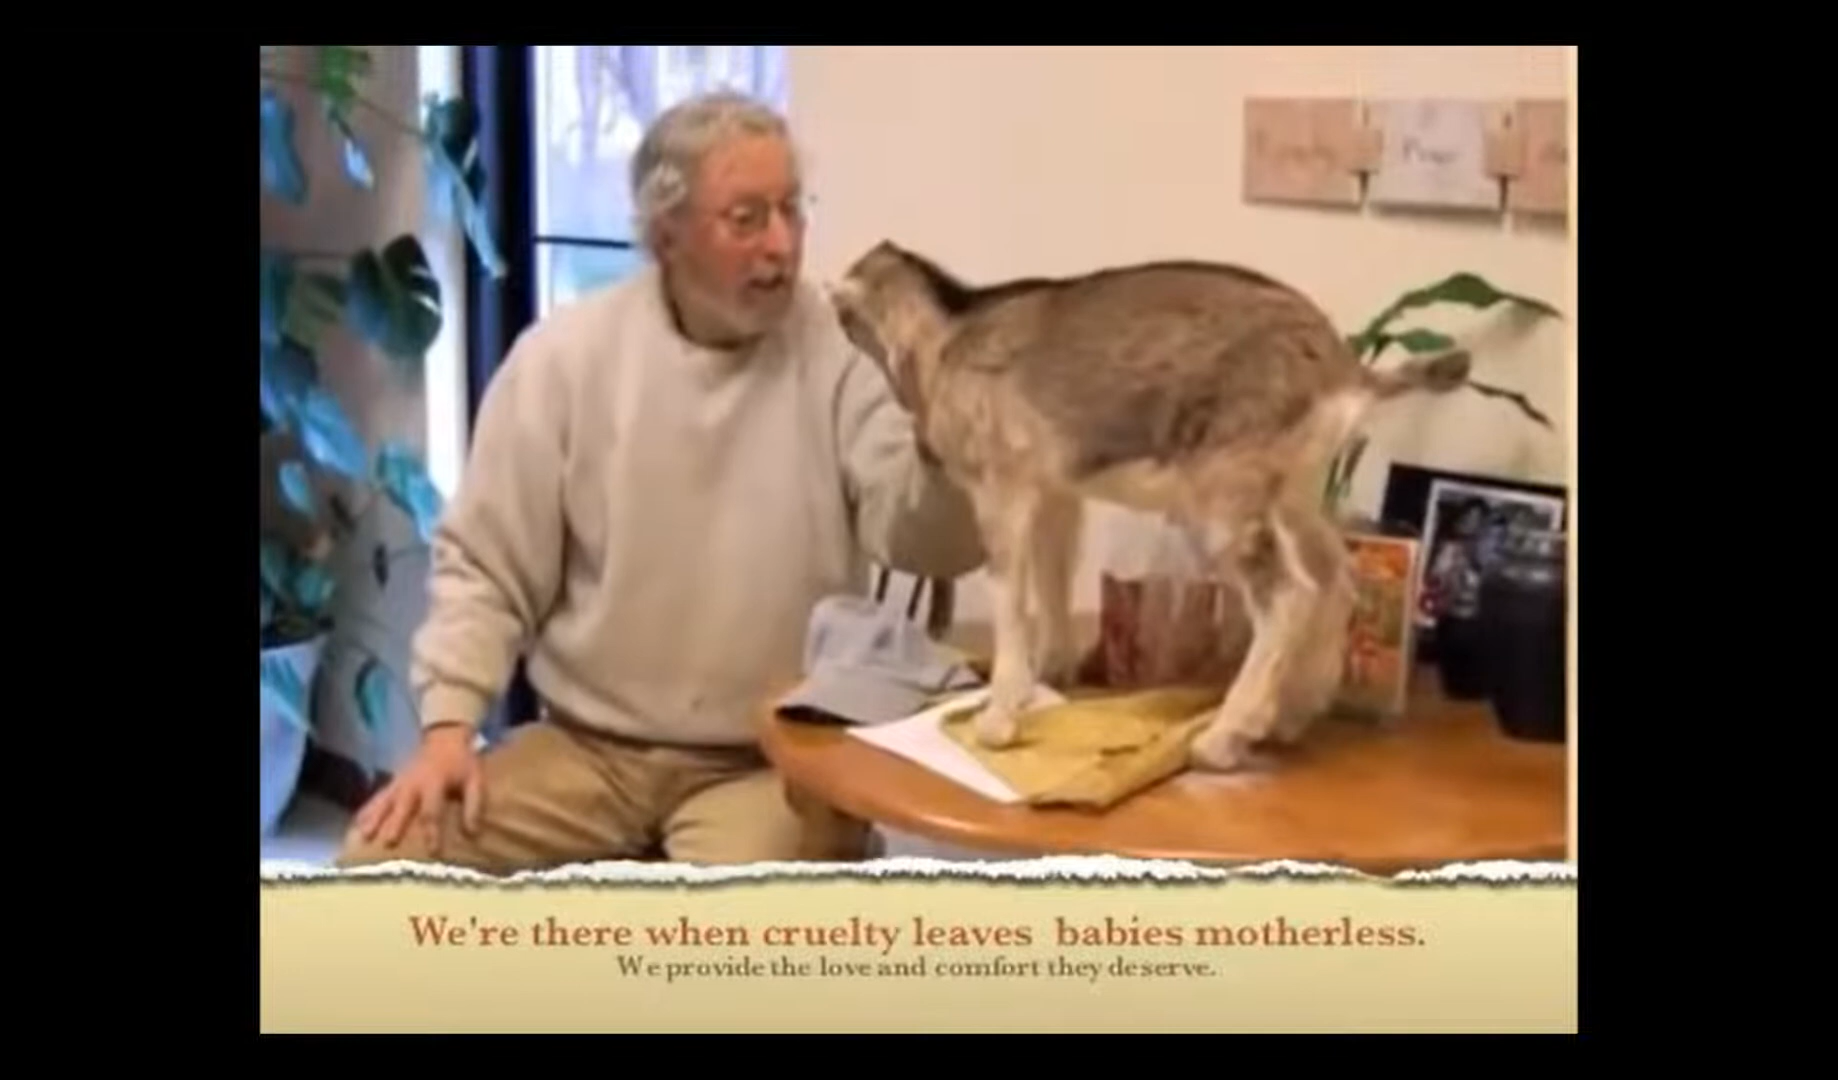 We're there when cruelty leaves babies motherless.
We provide the love and comfort they deserve.